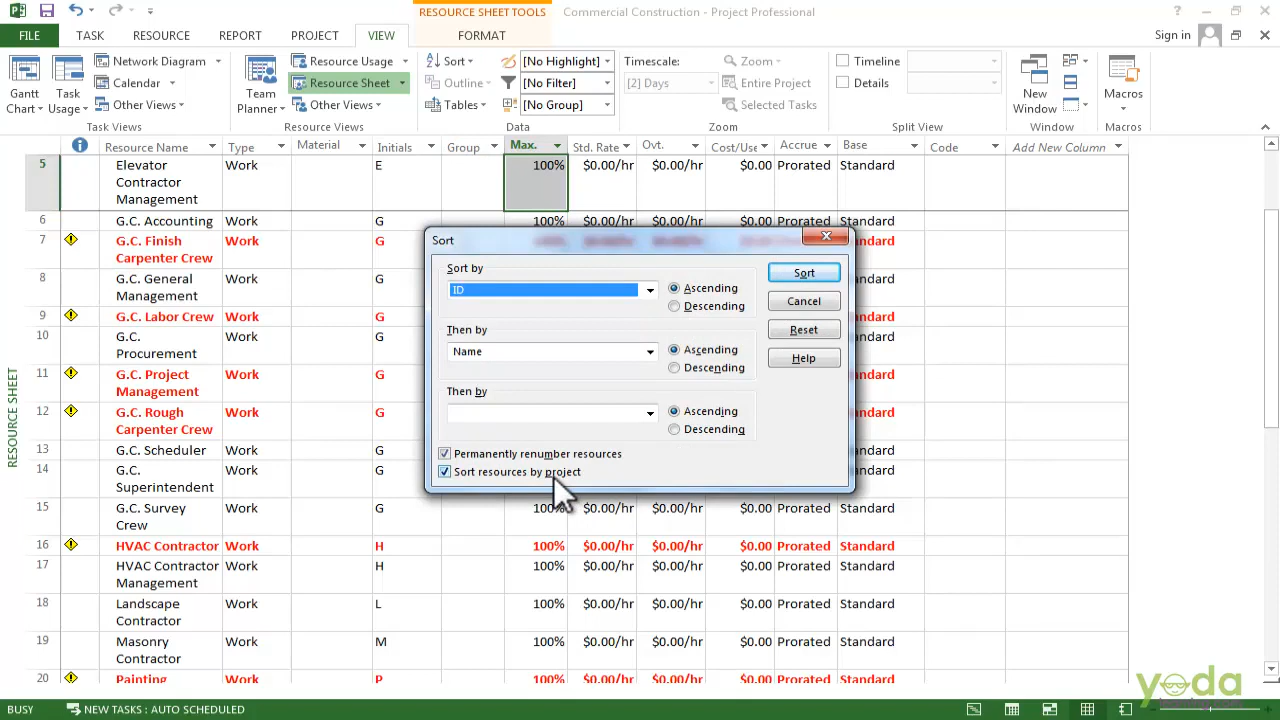 RESOURCE SHEET TOOLS
Commercial Construction - Project Professional
?
FILE TASK RESOURCE REPORT PROJECT VIEW FORMAT
Sign in
Gantt Chart
Task Usage
Network Diagram
Calendar
Other Views
Task Views
Team Planner
Resource Usage
Resource Sheet
Other Views
Resource Views
Sort
Outline
Tables
[No Highlight]
[No Filter]
[No Group]
Data
Timescale:
[2] Days
Zoom
Entire Project
Selected Tasks
Zoom
Timeline
Details
Split View
New Window
Window
Macros
Macros
Resource Name Type Material Initials Group Max. Std. Rate Ovt. Cost/Use Accrue Base Code Add New Column
5 Elevator Work E 100% $0.00/hr $0.00/hr $0.00 Prorated Standard
Contractor
Management
6 G.C. Accounting Work G 100% $0.00/hr $0.00/hr $0.00 Prorated Standard
7 G.C. Finish Work G
Carpenter Crew
8 G.C. General Work G
Management
9 G.C. Labor Crew Work G
10 G.C. Work G
Procurement
11 G.C. Project Work G
Management
12 G.C. Rough Work G
Carpenter Crew
13 G.C. Scheduler Work G
14 G.C. Work G
Superintendent
15 G.C. Survey Work G 100% $0.00/hr $0.00/hr $0.00 Prorated Standard
Crew
16 HVAC Contractor Work H 100% $0.00/hr $0.00/hr $0.00 Prorated Standard
17 HVAC Contractor Work H 100% $0.00/hr $0.00/hr $0.00 Prorated Standard
Management
18 Landscape Work L 100% $0.00/hr $0.00/hr $0.00 Prorated Standard
Contractor
19 Masonry Work M 100% $0.00/hr $0.00/hr $0.00 Prorated Standard
Contractor
20 Painting Work P 100% $0.00/hr $0.00/hr $0.00 Prorated Standard
RESOURCE SHEET
Sort
Sort by
ID
Ascending
Descending
Then by
Name
Ascending
Descending
Then by
Ascending
Descending
Permanently renumber resources
Sort resources by project
Sort
Cancel
Reset
Help
yoda
learning.com
BUSY NEW TASKS : AUTO SCHEDULED